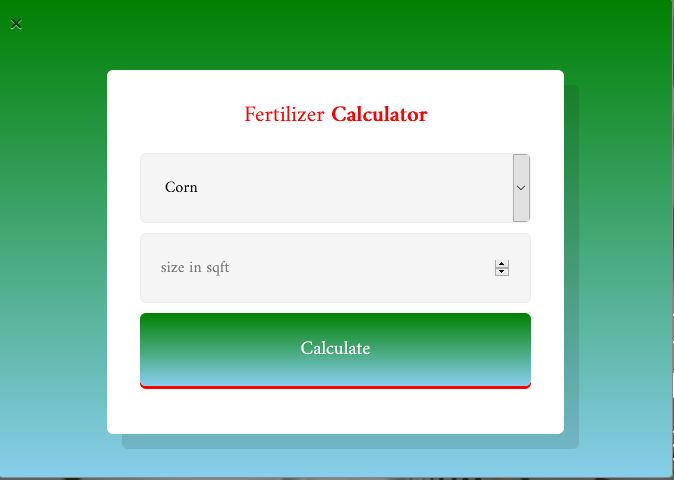 Fertilizer Calculator
Corn
size in sqft
Calculate